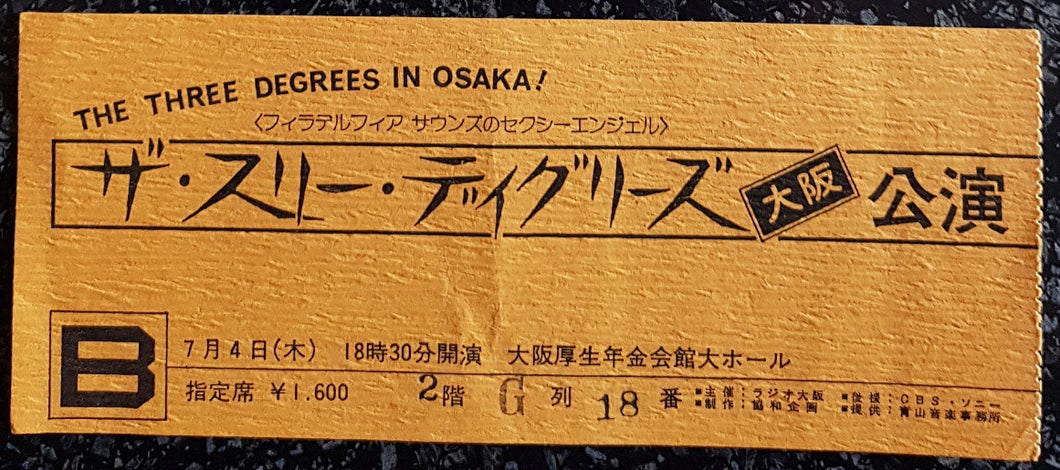 THE THREE DEGREES IN OSAKA!
〈フィラデルフィア サウンズのセクシーエンジェル〉
ザ・スリー・ディグリーズ 大阪 公演
B
7月4日(木) 18時30分開演 大阪厚生年金会館大ホール
指定席 ¥1,600 2階 G 列 18 番
■主催：ラジオ大阪 ■後援：CBS・ソニー
■制作：協和企画 ■提供：青山音楽事務所